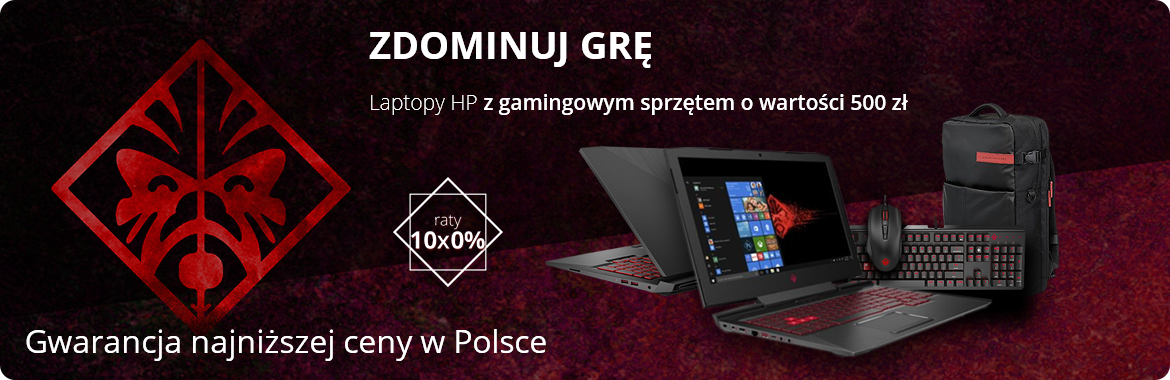 ZDOMINUJ GRĘ
Laptopy HP z gamingowym sprzętem o wartości 500 zł
raty
10x0%
Gwarancja najniższej ceny w Polsce